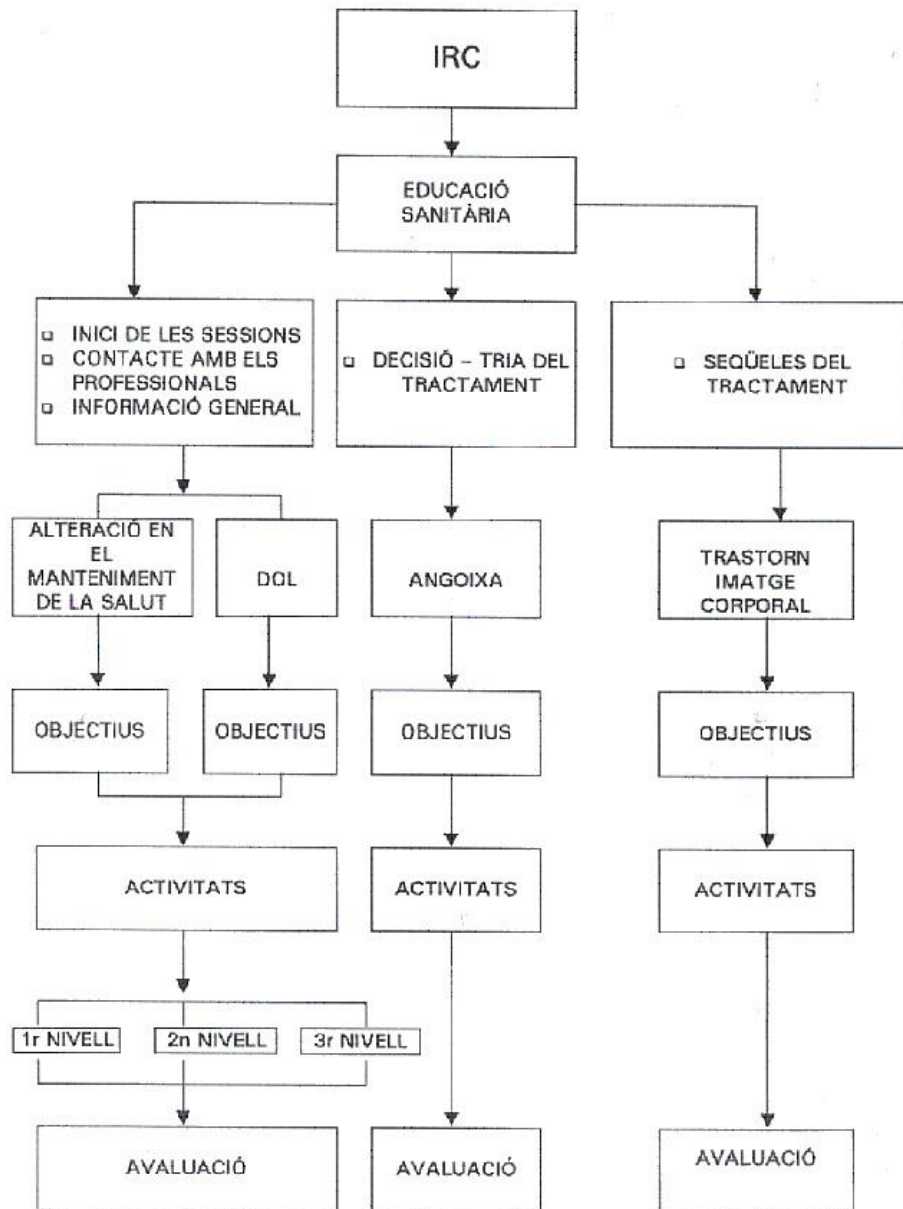 IRC
EDUCACIÓ
SANITÀRIA
INICI DE LES SESSIONS
CONTACTE AMB ELS
PROFESSIONALS
INFORMACIÓ GENERAL
DECISIÓ – TRIA DEL
TRACTAMENT
SEQÜELES DEL
TRACTAMENT
ALTERACIÓ EN
EL
MANTENIMENT
DE LA SALUT
DOL
ANGOIXA
TRASTORN
IMATGE
CORPORAL
OBJECTIUS
OBJECTIUS
OBJECTIUS
OBJECTIUS
ACTIVITATS
ACTIVITATS
ACTIVITATS
1r NIVELL
2n NIVELL
3r NIVELL
AVALUACIÓ
AVALUACIÓ
AVALUACIÓ